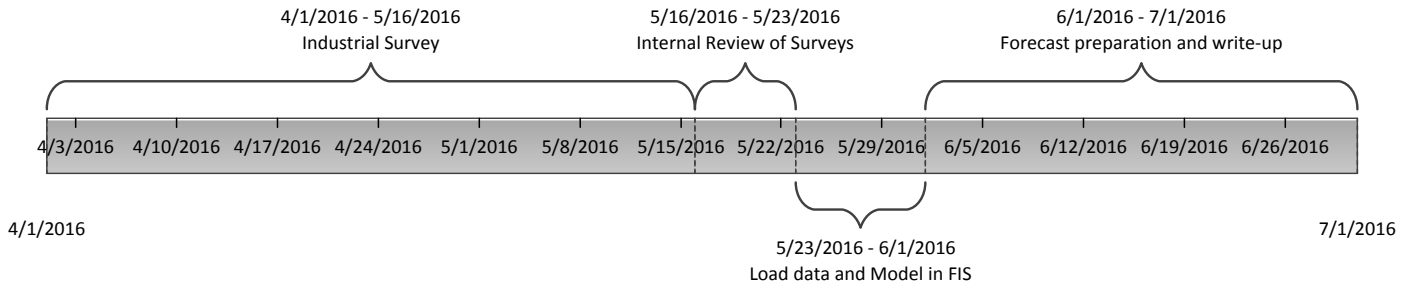 4/1/2016 - 5/16/2016
Industrial Survey
5/16/2016 - 5/23/2016
Internal Review of Surveys
6/1/2016 - 7/1/2016
Forecast preparation and write-up
4/3/2016 4/10/2016 4/17/2016 4/24/2016 5/1/2016 5/8/2016 5/15/2016 5/22/2016 5/29/2016 6/5/2016 6/12/2016 6/19/2016 6/26/2016
4/1/2016
7/1/2016
5/23/2016 - 6/1/2016
Load data and Model in FIS